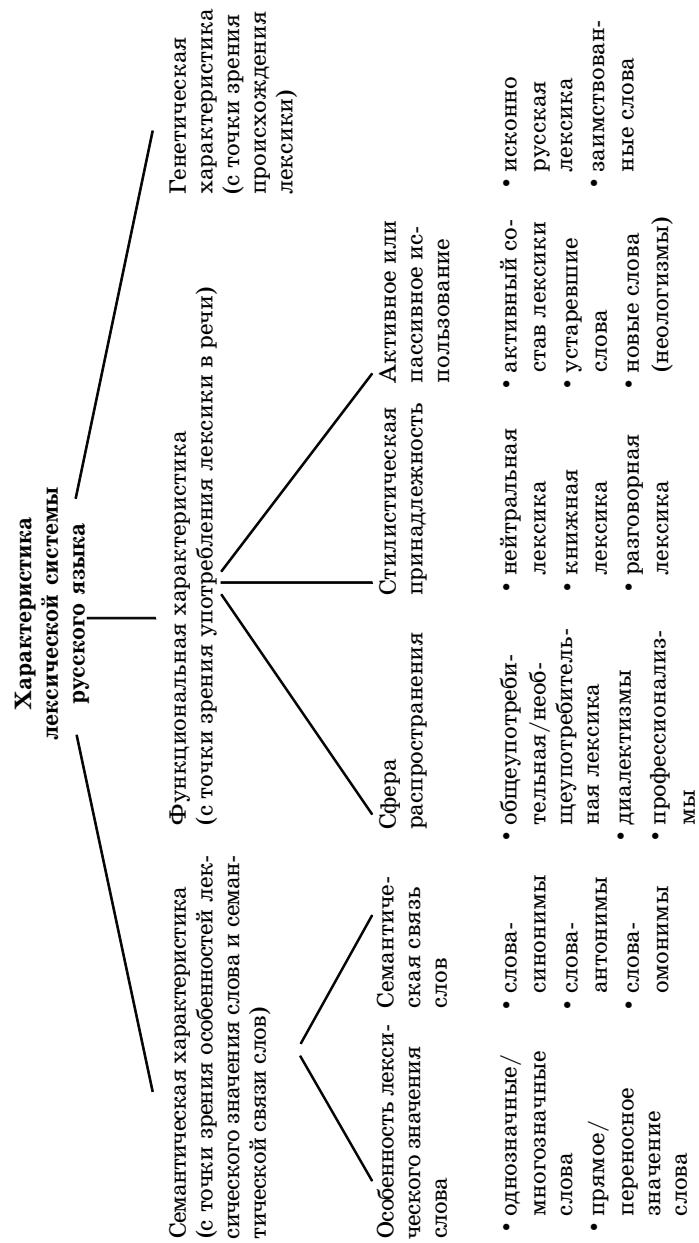 Характеристика
лексической системы
русского языка
Семантическая характеристика
(с точки зрения особенностей лек-
сического значения слова и семан-
тической связи слов)
Особенность лекси-
ческого значения
слова
• однозначные/
многозначные
слова
• прямое/
переносное
значение
слова
Семантиче-
ская связь
слов
• слова-
синонимы
• слова-
антонимы
• слова-
омонимы
Функциональная характеристика
(с точки зрения употребления лексики в речи)
Сфера
распространения
• общеупотреби-
тельная/необ-
щеупотребитель-
ная лексика
• диалектизмы
• профессионализ-
мы
Стилистическая
принадлежность
• нейтральная
лексика
• книжная
лексика
• разговорная
лексика
Активное или
пассивное ис-
пользование
• активный со-
став лексики
• устаревшие
слова
• новые слова
(неологизмы)
Генетическая
характеристика
(с точки зрения
происхождения
лексики)
• исконно
русская
лексика
• заимствован-
ные слова